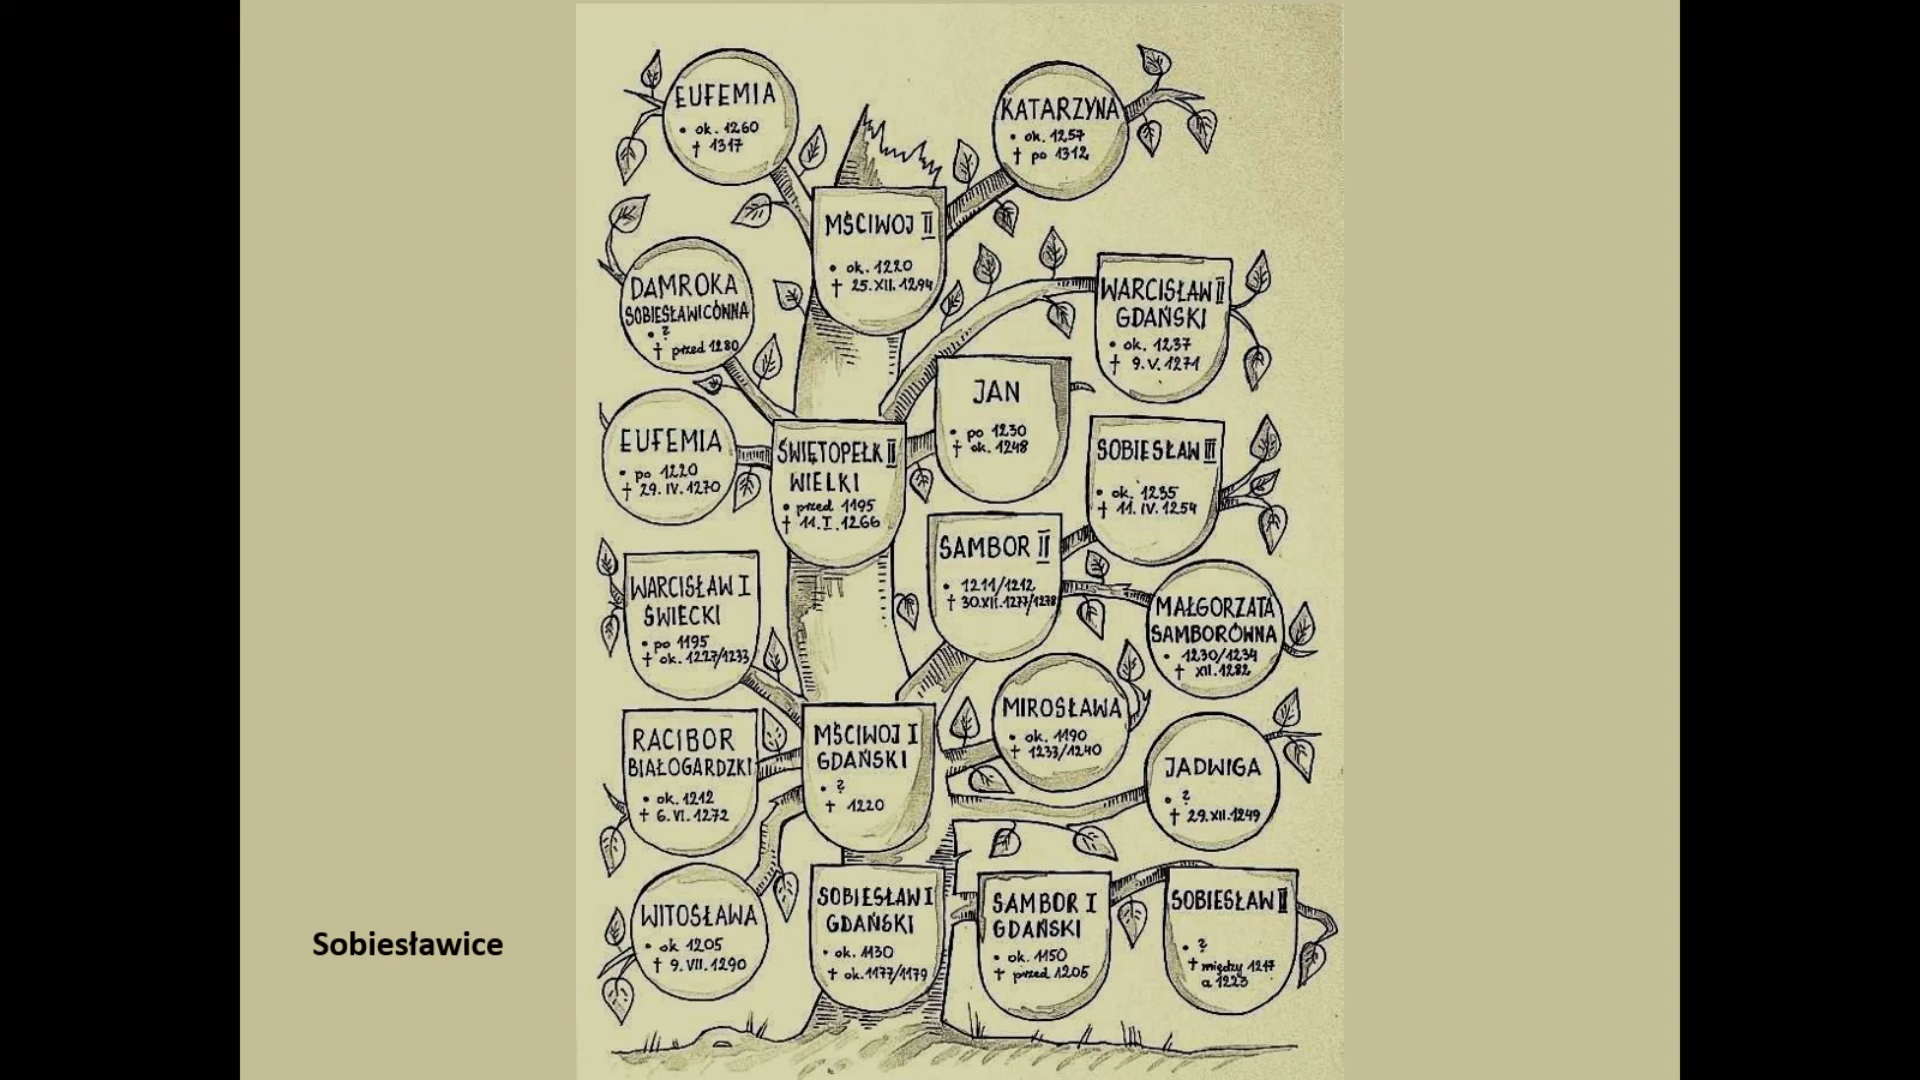 EUFEMIA
• ok. 1260
† 1317
KATARZYNA
• ok. 1257
† po 1312
MŚCIWOJ II
• ok. 1220
† 25.XII.1294
DAMROKA
SOBIESŁAWICÓWNA
• ?
† przed 1280
WARCISŁAW II
GDAŃSKI
• ok. 1237
† 9.V.1271
JAN
• po 1230
† ok. 1248
EUFEMIA
• po 1220
† 29.IV.1270
ŚWIĘTOPEŁK II
WIELKI
• przed 1195
† 11.I.1266
SOBIESŁAW III
• ok. 1235
† 11.IV.1254
SAMBOR II
• 1211/1212
† 30.XII.1277/1278
WARCISŁAW I
ŚWIECKI
• po 1195
† ok. 1227/1233
MAŁGORZATA
SAMBORÓWNA
• 1230/1234
† XII.1282
MIROSŁAWA
• ok. 1190
† 1233/1240
RACIBOR
BIAŁOGARDZKI
• ok. 1212
† 6.VI.1272
MŚCIWOJ I
GDAŃSKI
• ?
† 1220
JADWIGA
• ?
† 29.XII.1249
WITOSŁAWA
• ok 1205
† 9.VII.1290
SOBIESŁAW I
GDAŃSKI
• ok. 1130
† ok.1177/1179
SAMBOR I
GDAŃSKI
• ok. 1150
† przed 1205
SOBIESŁAW II
• ?
† między 1217
a 1223
Sobiesławice